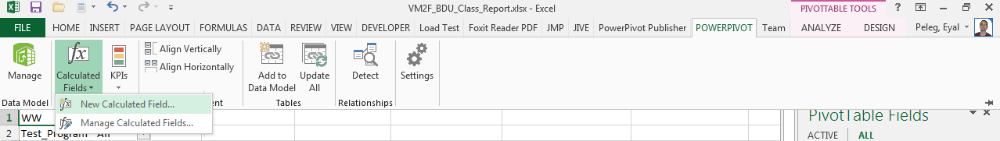 VM2F_BDU_Class_Report.xlsx - Excel
PIVOTTABLE TOOLS
FILE HOME INSERT PAGE LAYOUT FORMULAS DATA REVIEW VIEW DEVELOPER Load Test Foxit Reader PDF JMP JIVE PowerPivot Publisher POWERPIVOT Team ANALYZE DESIGN Peleg, Eyal
Manage
Calculated Fields
KPIs
Align Vertically
Align Horizontally
Add to Data Model
Update All
Detect
Settings
Data Model
Tables
Relationships
New Calculated Field...
Manage Calculated Fields...
1 WW
2 Test_Program All
PivotTable Fields
ACTIVE ALL